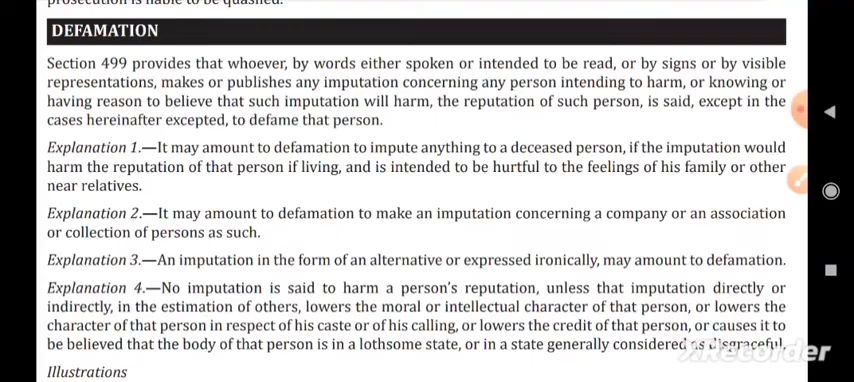 prosecution is liable to be quashed.
DEFAMATION
Section 499 provides that whoever, by words either spoken or intended to be read, or by signs or by visible
representations, makes or publishes any imputation concerning any person intending to harm, or knowing or
having reason to believe that such imputation will harm, the reputation of such person, is said, except in the
cases hereinafter excepted, to defame that person.
Explanation 1.—It may amount to defamation to impute anything to a deceased person, if the imputation would
harm the reputation of that person if living, and is intended to be hurtful to the feelings of his family or other
near relatives.
Explanation 2.—It may amount to defamation to make an imputation concerning a company or an association
or collection of persons as such.
Explanation 3.—An imputation in the form of an alternative or expressed ironically, may amount to defamation.
Explanation 4.—No imputation is said to harm a person's reputation, unless that imputation directly or
indirectly, in the estimation of others, lowers the moral or intellectual character of that person, or lowers the
character of that person in respect of his caste or of his calling, or lowers the credit of that person, or causes it to
be believed that the body of that person is in a lothsome state, or in a state generally considered as disgraceful.
XRecorder
Illustrations